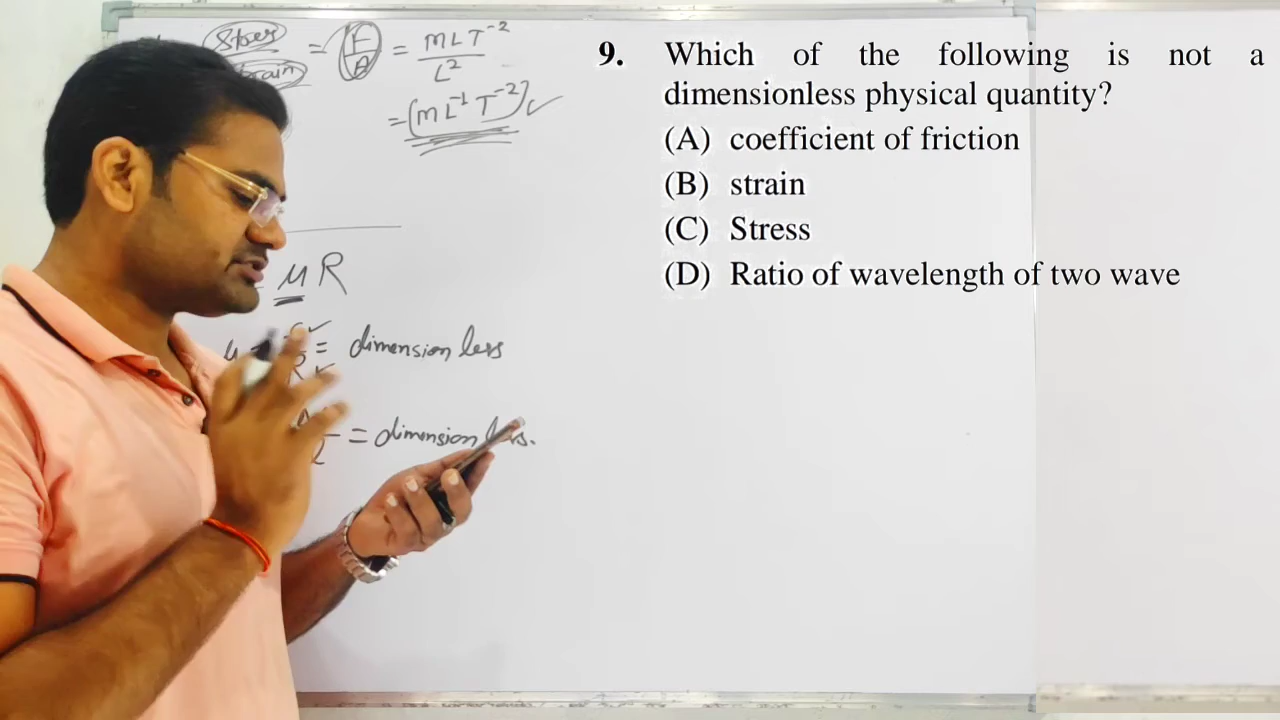 Stress = F/A = MLT⁻² / L²
= [ML⁻¹T⁻²] ✓
μR
= dimension less
l = dimension less.
9. Which of the following is not a
dimensionless physical quantity?
(A) coefficient of friction
(B) strain
(C) Stress
(D) Ratio of wavelength of two wave